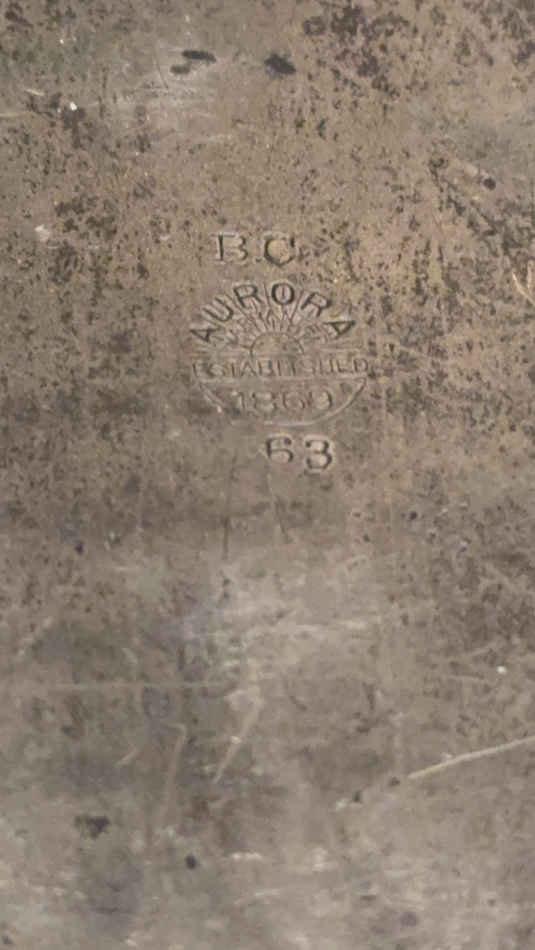 B.C
AURORA
ESTABLISHED
1869
63